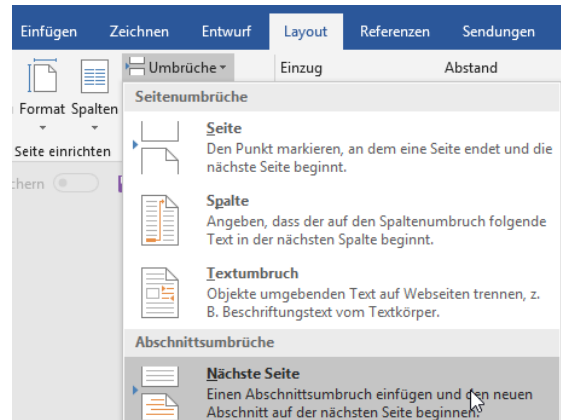 Einfügen Zeichnen Entwurf Layout Referenzen Sendungen
Umbrüche Einzug Abstand
Format Spalten
Seite einrichten
chern
Seitenumbrüche
Seite
Den Punkt markieren, an dem eine Seite endet und die
nächste Seite beginnt.
Spalte
Angeben, dass der auf den Spaltenumbruch folgende
Text in der nächsten Spalte beginnt.
Textumbruch
Objekte umgebenden Text auf Webseiten trennen, z.
B. Beschriftungstext vom Textkörper.
Abschnittsumbrüche
Nächste Seite
Einen Abschnittsumbruch einfügen und den neuen
Abschnitt auf der nächsten Seite beginnen.